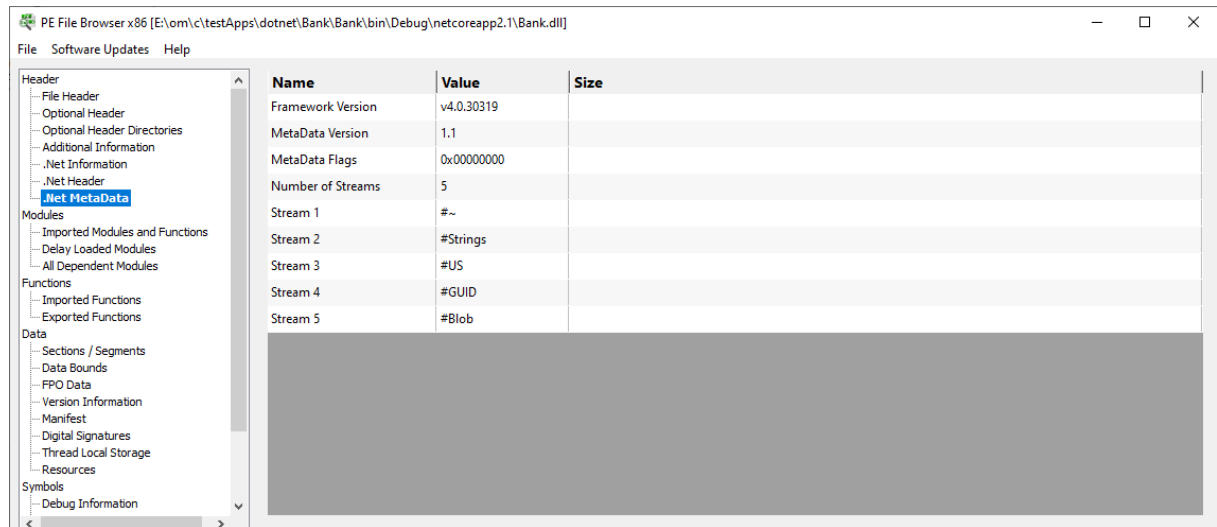 PE File Browser x86 [E:\om\c\testApps\dotnet\Bank\Bank\bin\Debug\netcoreapp2.1\Bank.dll]
File Software Updates Help
Header
File Header
Optional Header
Optional Header Directories
Additional Information
.Net Information
.Net Header
.Net MetaData
Modules
Imported Modules and Functions
Delay Loaded Modules
All Dependent Modules
Functions
Imported Functions
Exported Functions
Data
Sections / Segments
Data Bounds
FPO Data
Version Information
Manifest
Digital Signatures
Thread Local Storage
Resources
Symbols
Debug Information
Name Value Size
Framework Version v4.0.30319
MetaData Version 1.1
MetaData Flags 0x00000000
Number of Streams 5
Stream 1 #~
Stream 2 #Strings
Stream 3 #US
Stream 4 #GUID
Stream 5 #Blob